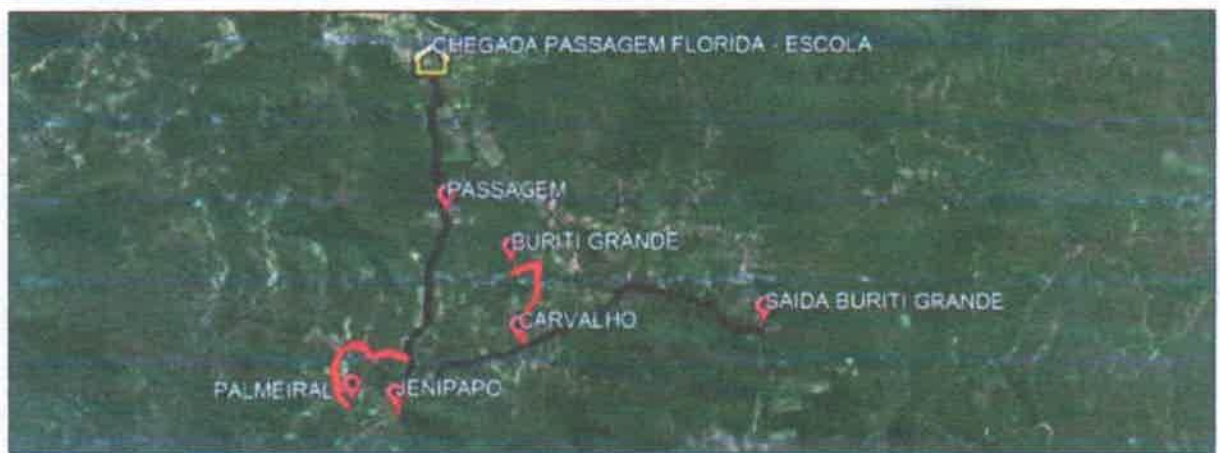 CHEGADA PASSAGEM FLORIDA - ESCOLA
PASSAGEM
BURITI GRANDE
SAIDA BURITI GRANDE
CARVALHO
PALMEIRAL
JENIPAPO